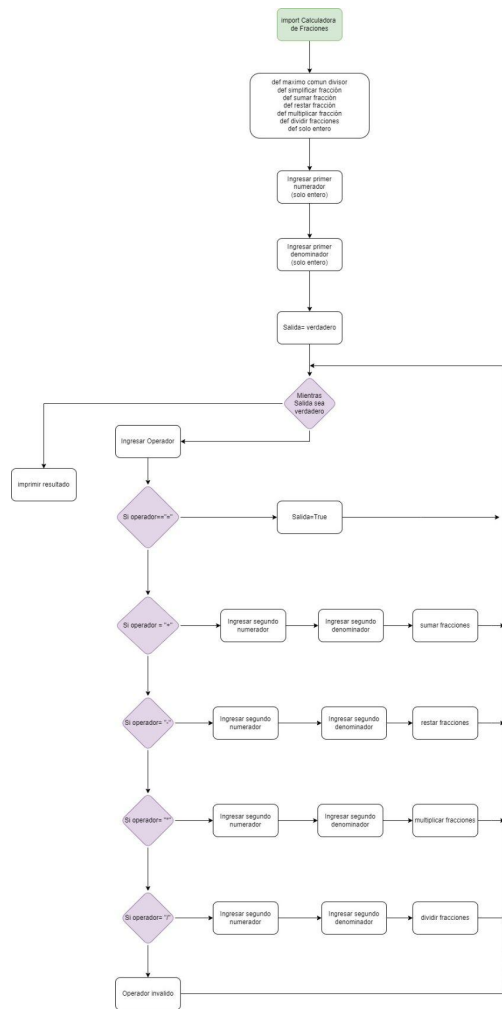 import Calculadora
de Fraciones
def maximo comun divisor
def simplificar fracción
def sumar fracción
def restar fracción
def multiplicar fracción
def dividir fracciones
def solo entero
Ingresar primer
numerador
(solo entero)
Ingresar primer
denominador
(solo entero)
Salida= verdadero
Mientras
Salida sea
verdadero
Ingresar Operador
imprimir resultado
Si operador=="="
Salida=True
Si operador = "+"
Ingresar segundo
numerador
Ingresar segundo
denominador
sumar fracciones
Si operador= "-"
Ingresar segundo
numerador
Ingresar segundo
denominador
restar fracciones
Si operador= "*"
Ingresar segundo
numerador
Ingresar segundo
denominador
multiplicar fracciones
Si operador= "/"
Ingresar segundo
numerador
Ingresar segundo
denominador
dividir fracciones
Operador invalido